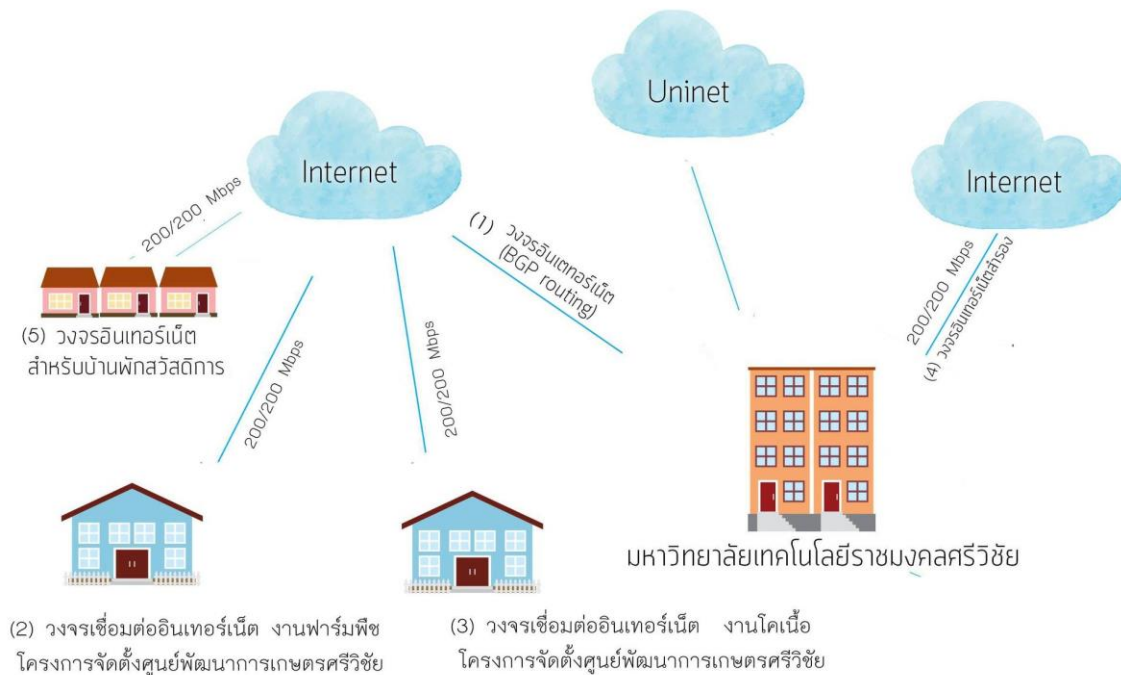 Uninet
Internet
Internet
200/200 Mbps
(1) วงจรอินเตทอร์เน็ต
(BGP routing)
200/200 Mbps
(4) วงจรอินเทอร์เน็ตสำรอง
(5) วงจรอินเทอร์เน็ต
สำหรับบ้านพักสวัสดิการ
200/200 Mbps
200/200 Mbps
มหาวิทยาลัยเทคโนโลยีราชมงคลศรีวิชัย
(2) วงจรเชื่อมต่ออินเทอร์เน็ต งานฟาร์มพืช
โครงการจัดตั้งศูนย์พัฒนาการเกษตรศรีวิชัย
(3) วงจรเชื่อมต่ออินเทอร์เน็ต งานโคเนื้อ
โครงการจัดตั้งศูนย์พัฒนาการเกษตรศรีวิชัย